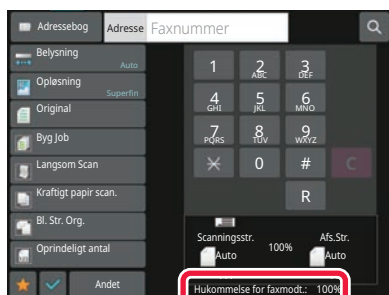 Adressebog
Adresse
Faxnummer
Belysning
Auto
Opløsning
Superfin
Original
Byg Job
Langsom Scan
Kraftigt papir scan.
Bl. Str. Org.
Oprindeligt antal
Andet
1
2 ABC
3 DEF
4 GHI
5 JKL
6 MNO
7 PQRS
8 TUV
9 WXYZ
0
#
C
R
Scanningsstr.
Auto
100%
Afs.Str.
Auto
Hukommelse for faxmodt.: 100%